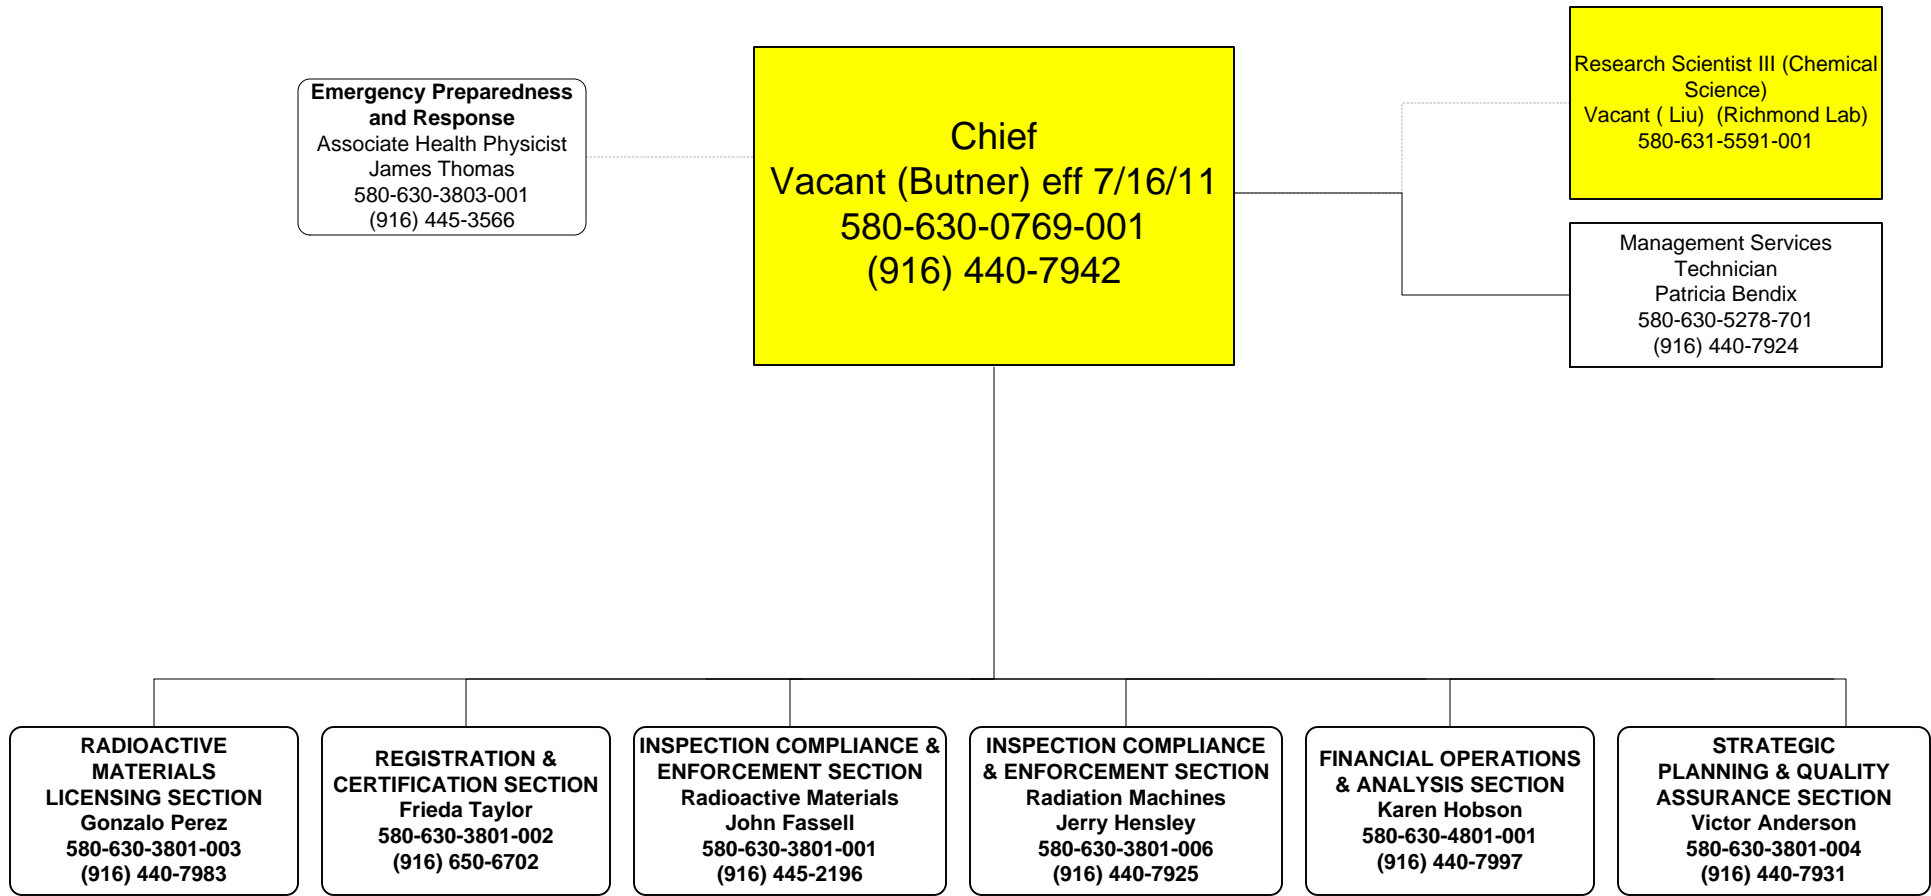 Emergency Preparedness
and Response
Associate Health Physicist
James Thomas
580-630-3803-001
(916) 445-3566
Chief
Vacant (Butner) eff 7/16/11
580-630-0769-001
(916) 440-7942
Research Scientist III (Chemical
Science)
Vacant ( Liu)  (Richmond Lab)
580-631-5591-001
Management Services
Technician
Patricia Bendix
580-630-5278-701
(916) 440-7924
RADIOACTIVE
MATERIALS
LICENSING SECTION
Gonzalo Perez
580-630-3801-003
(916) 440-7983
REGISTRATION &
CERTIFICATION SECTION
Frieda Taylor
580-630-3801-002
(916) 650-6702
INSPECTION COMPLIANCE &
ENFORCEMENT SECTION
Radioactive Materials
John Fassell
580-630-3801-001
(916) 445-2196
INSPECTION COMPLIANCE
& ENFORCEMENT SECTION
Radiation Machines
Jerry Hensley
580-630-3801-006
(916) 440-7925
FINANCIAL OPERATIONS
& ANALYSIS SECTION
Karen Hobson
580-630-4801-001
(916) 440-7997
STRATEGIC
PLANNING & QUALITY
ASSURANCE SECTION
Victor Anderson
580-630-3801-004
(916) 440-7931